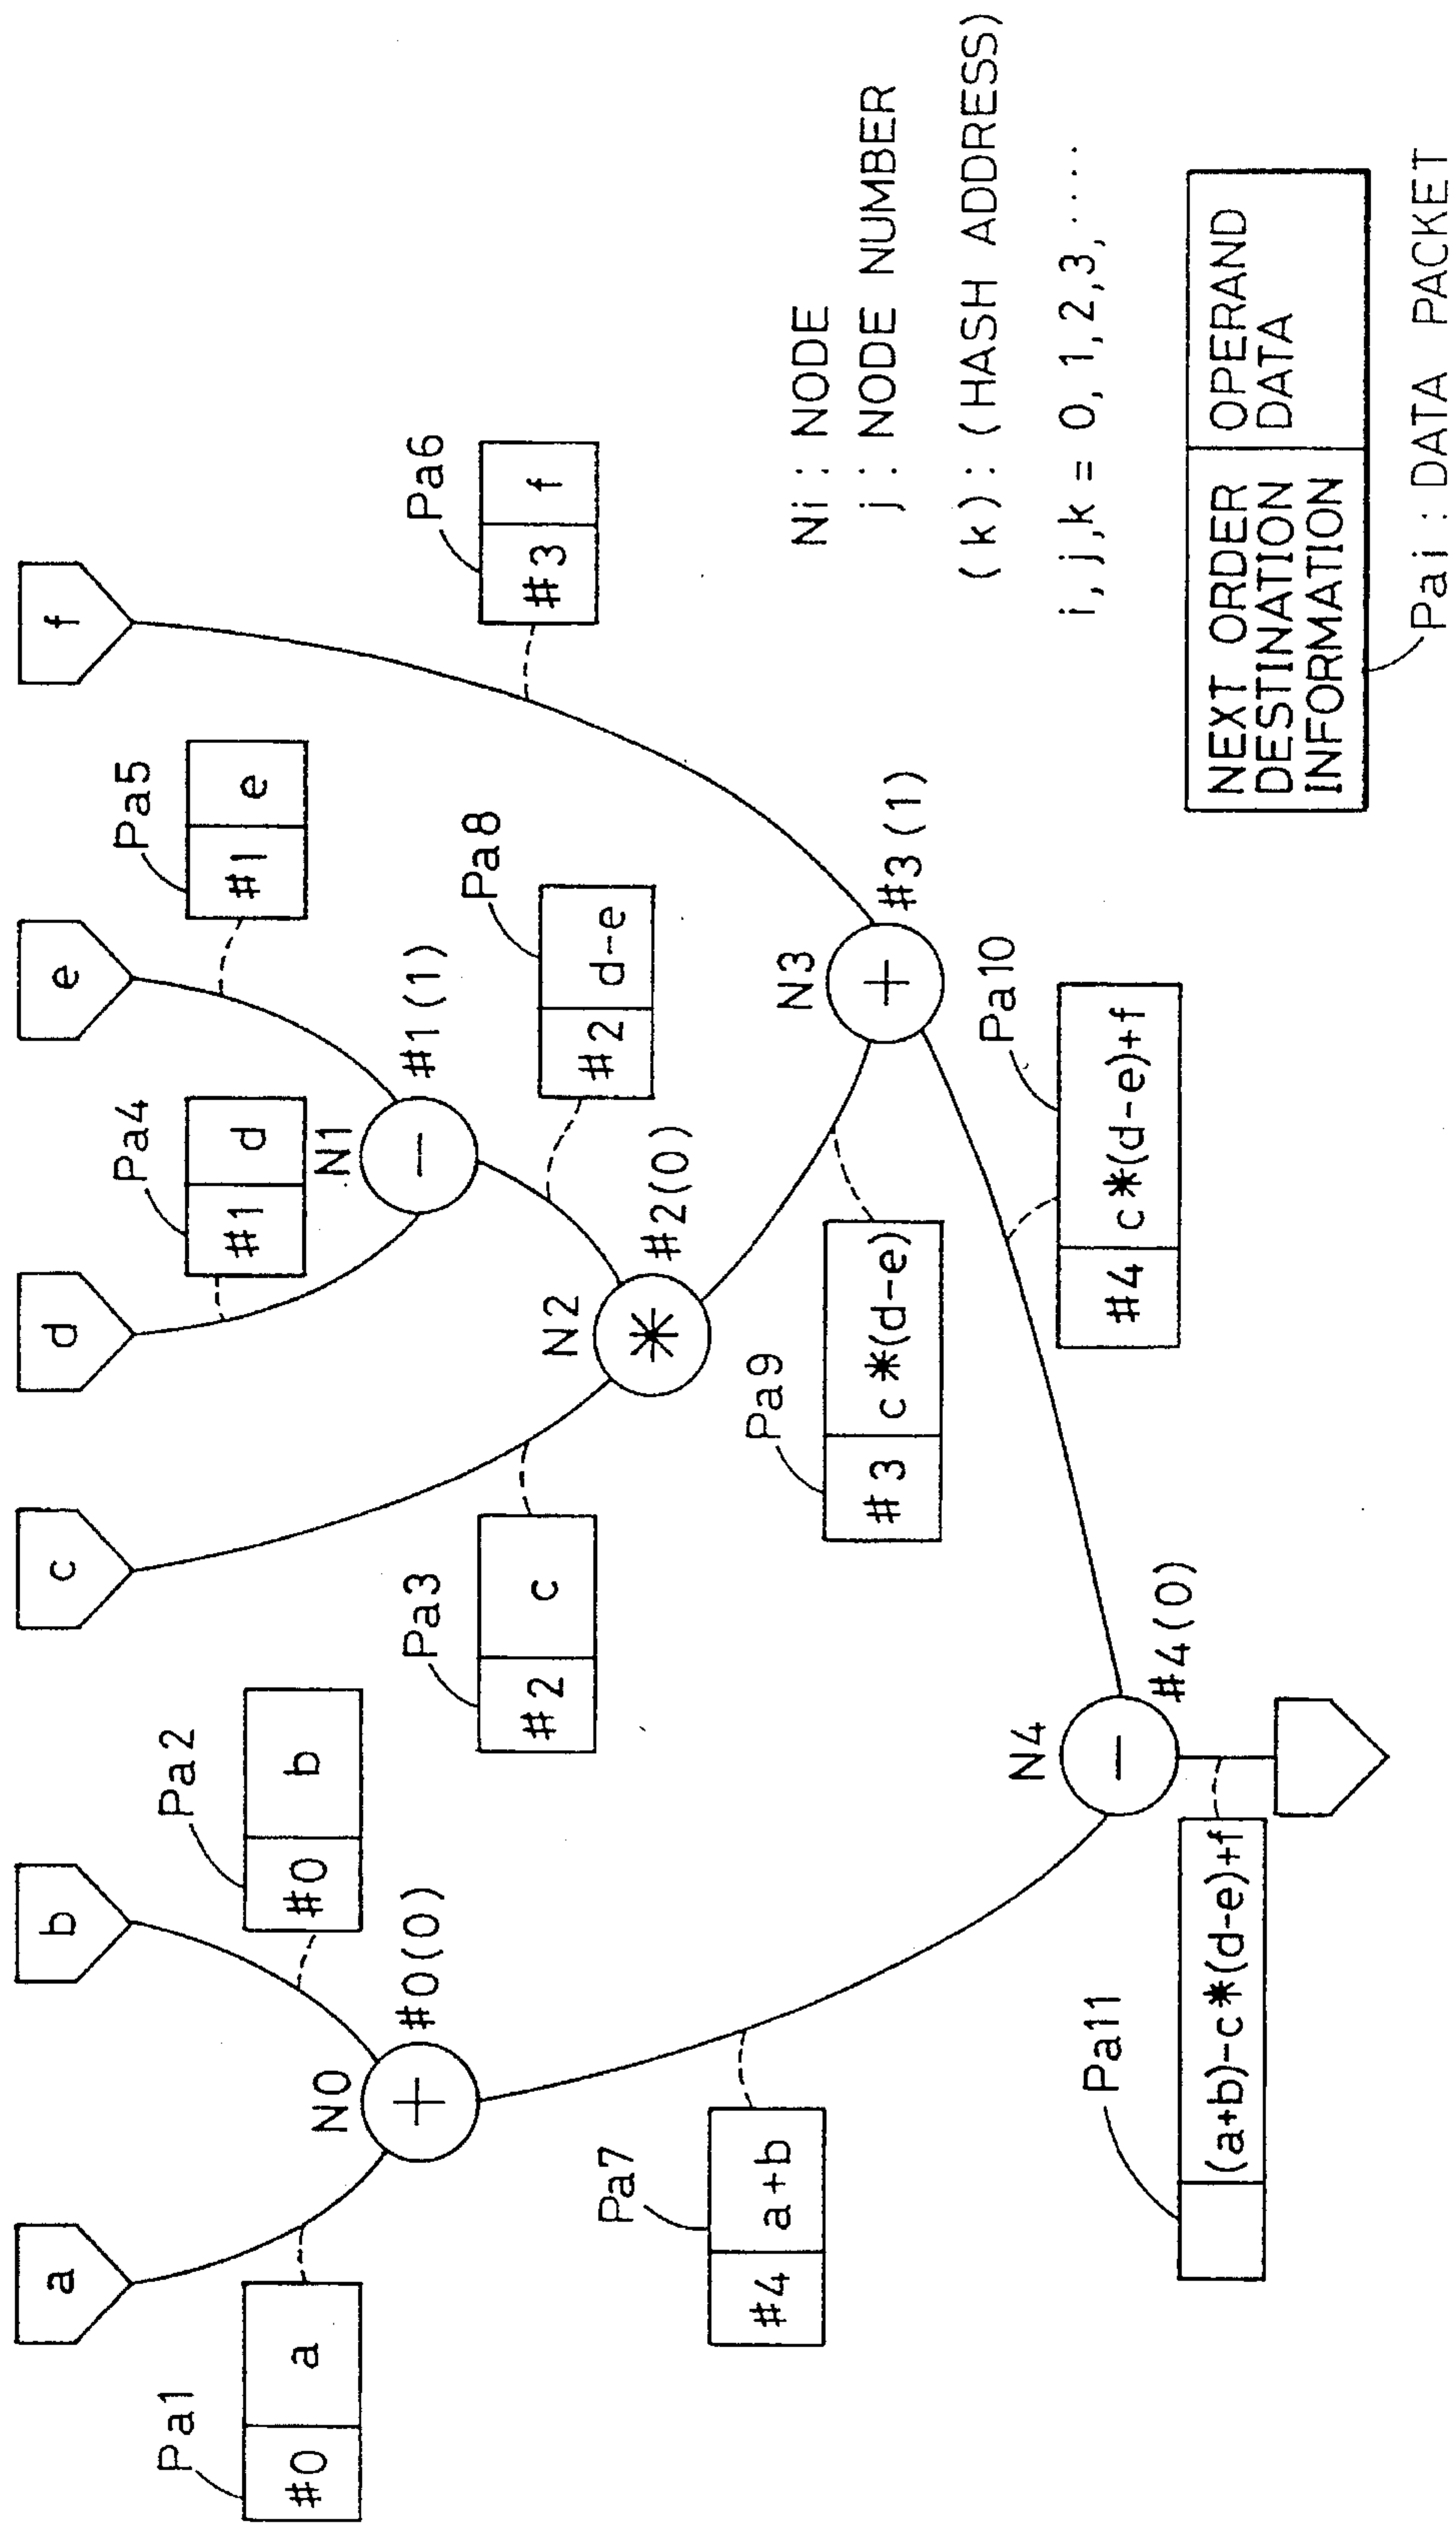 a
b
c
d
e
f
Pa1
#0 a
Pa2
#0 b
N0
+
#0(0)
Pa3
#2 c
Pa4
#1 d
Pa5
#1 e
N1
−
#1(1)
Pa6
#3 f
Pa8
#2 d-e
N2
*
#2(0)
Pa7
#4 a+b
Pa9
#3 c*(d-e)
N3
+
#3(1)
Pa10
#4 c*(d-e)+f
N4
−
#4(0)
Pa11
(a+b)-c*(d-e)+f
Ni : NODE
j : NODE NUMBER
(k) : (HASH ADDRESS)
i, j, k = 0, 1, 2, 3, ....
NEXT ORDER
DESTINATION
INFORMATION
OPERAND
DATA
Pai : DATA PACKET